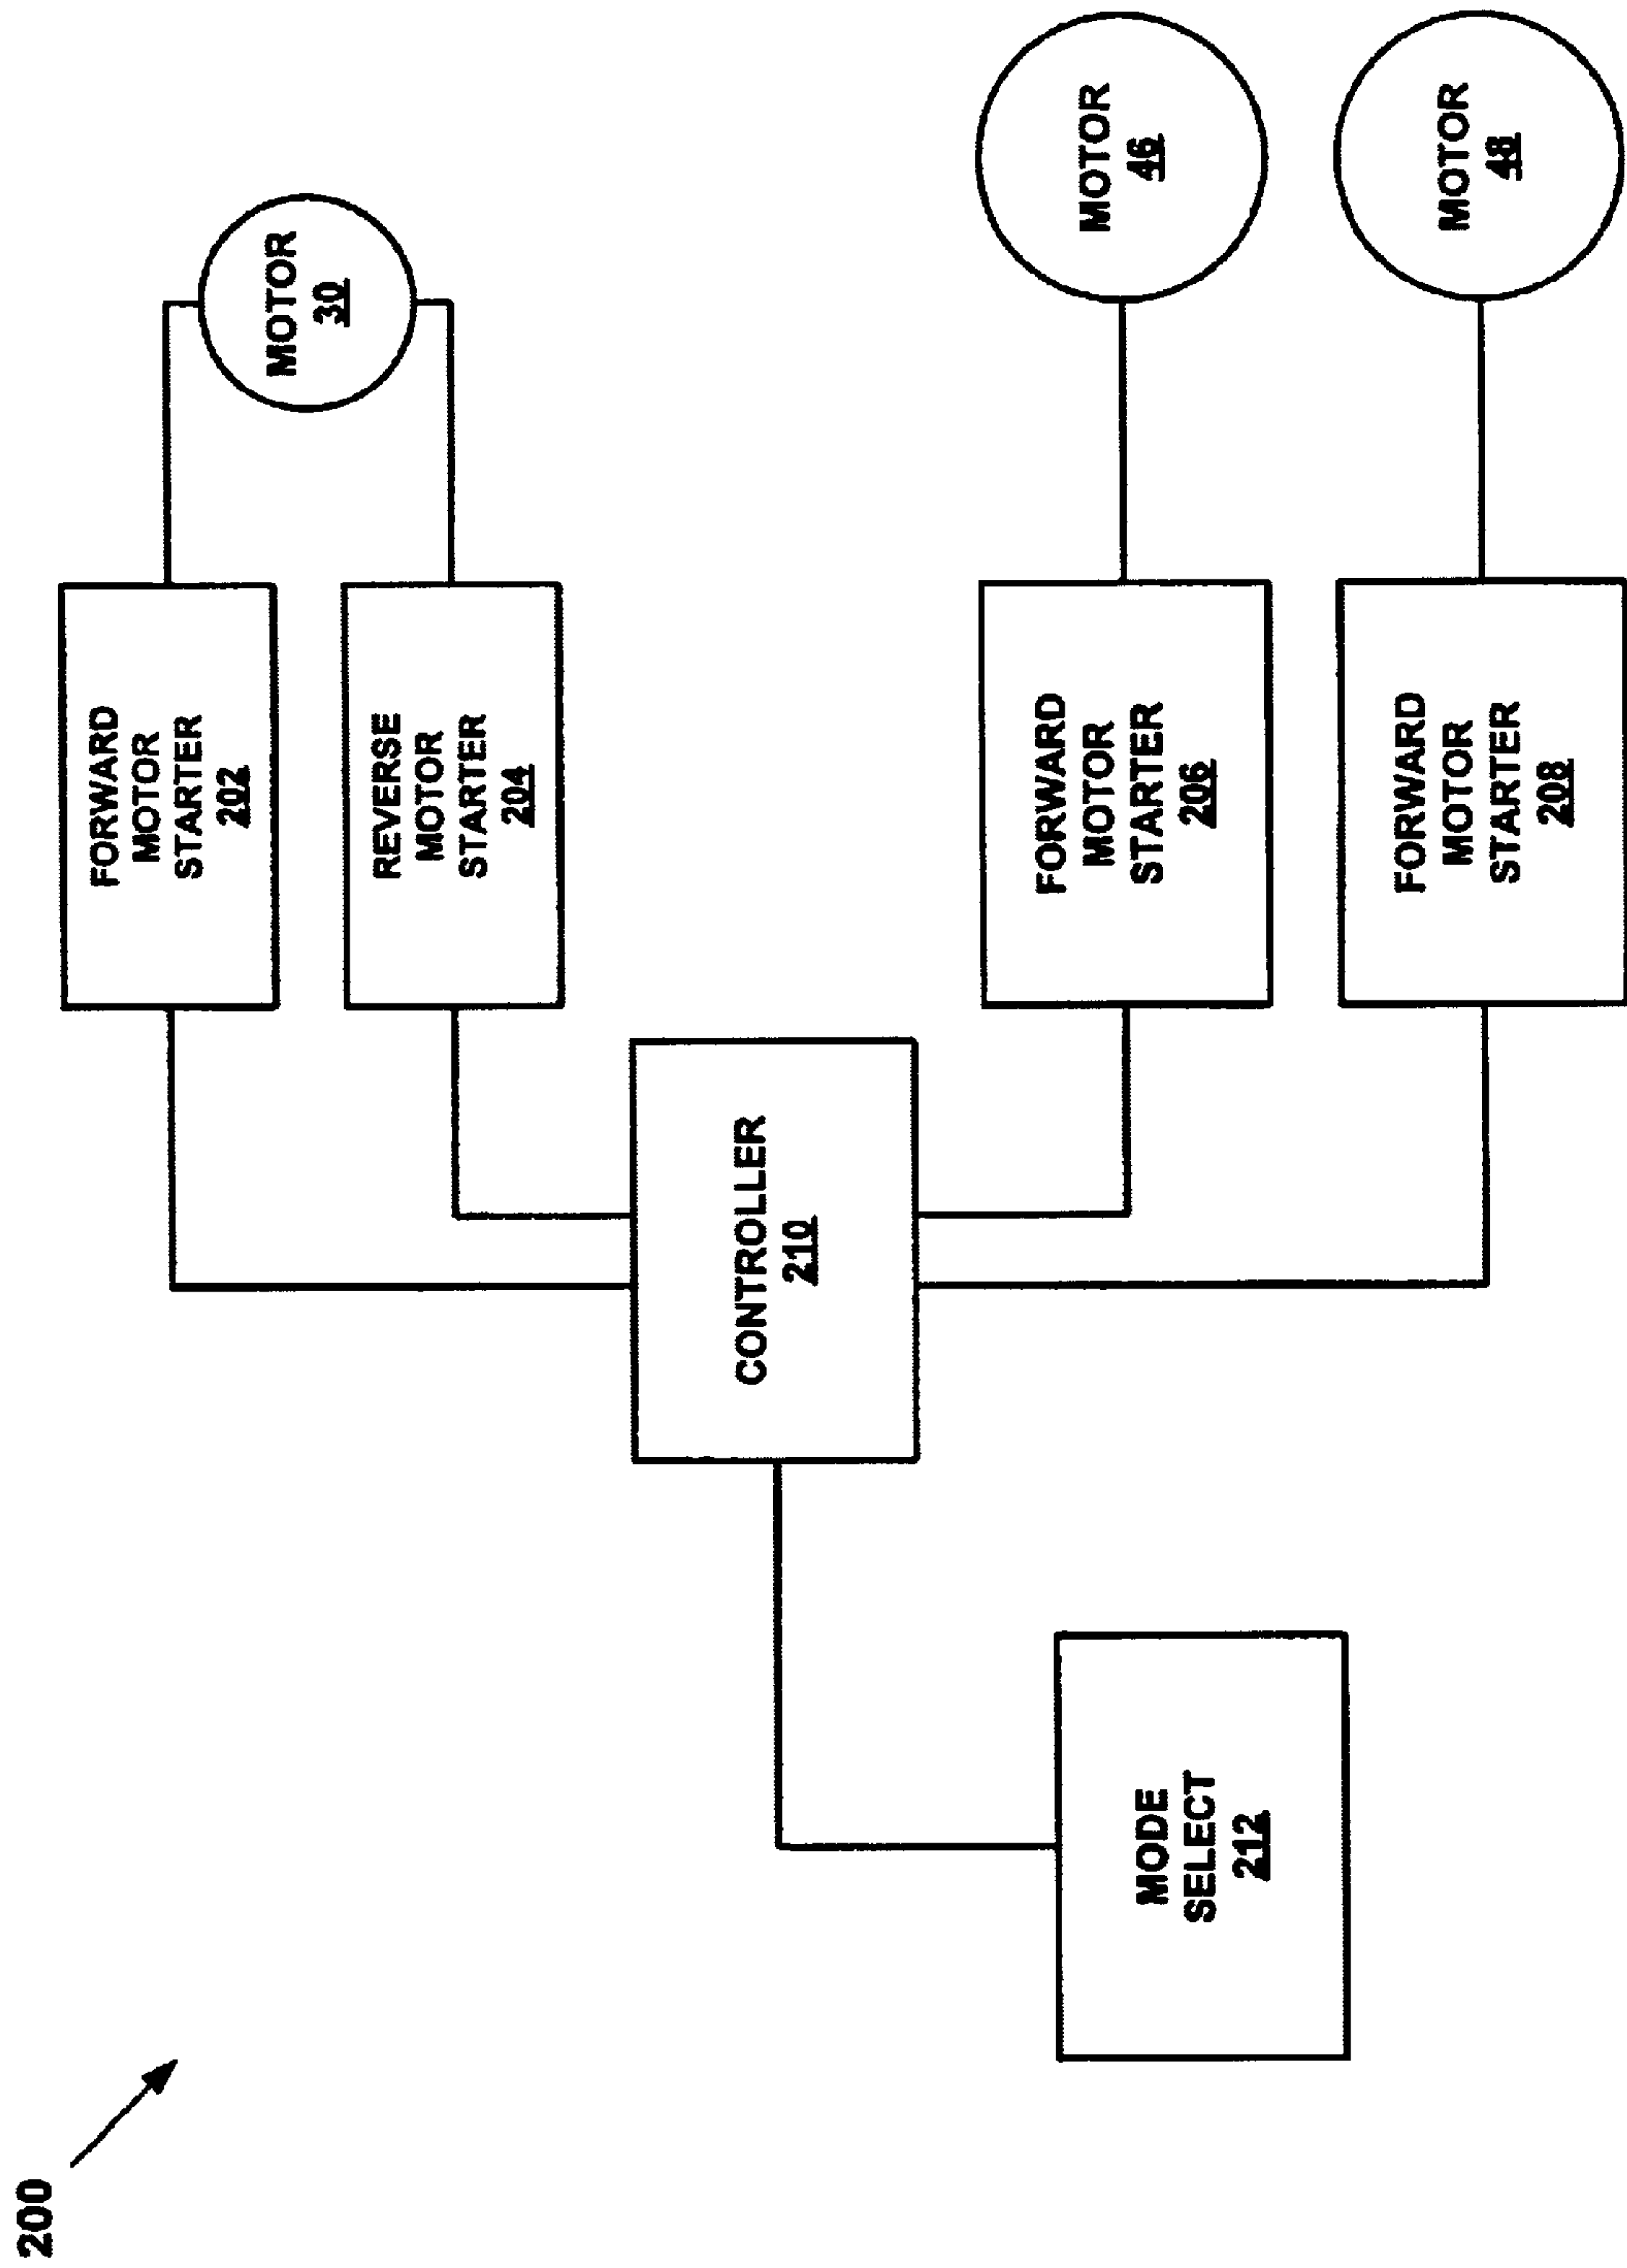 200
FORWARD
MOTOR
STARTER
202
MOTOR
30
REVERSE
MOTOR
STARTER
204
CONTROLLER
210
MODE
SELECT
212
FORWARD
MOTOR
STARTER
206
MOTOR
46
FORWARD
MOTOR
STARTER
208
MOTOR
48